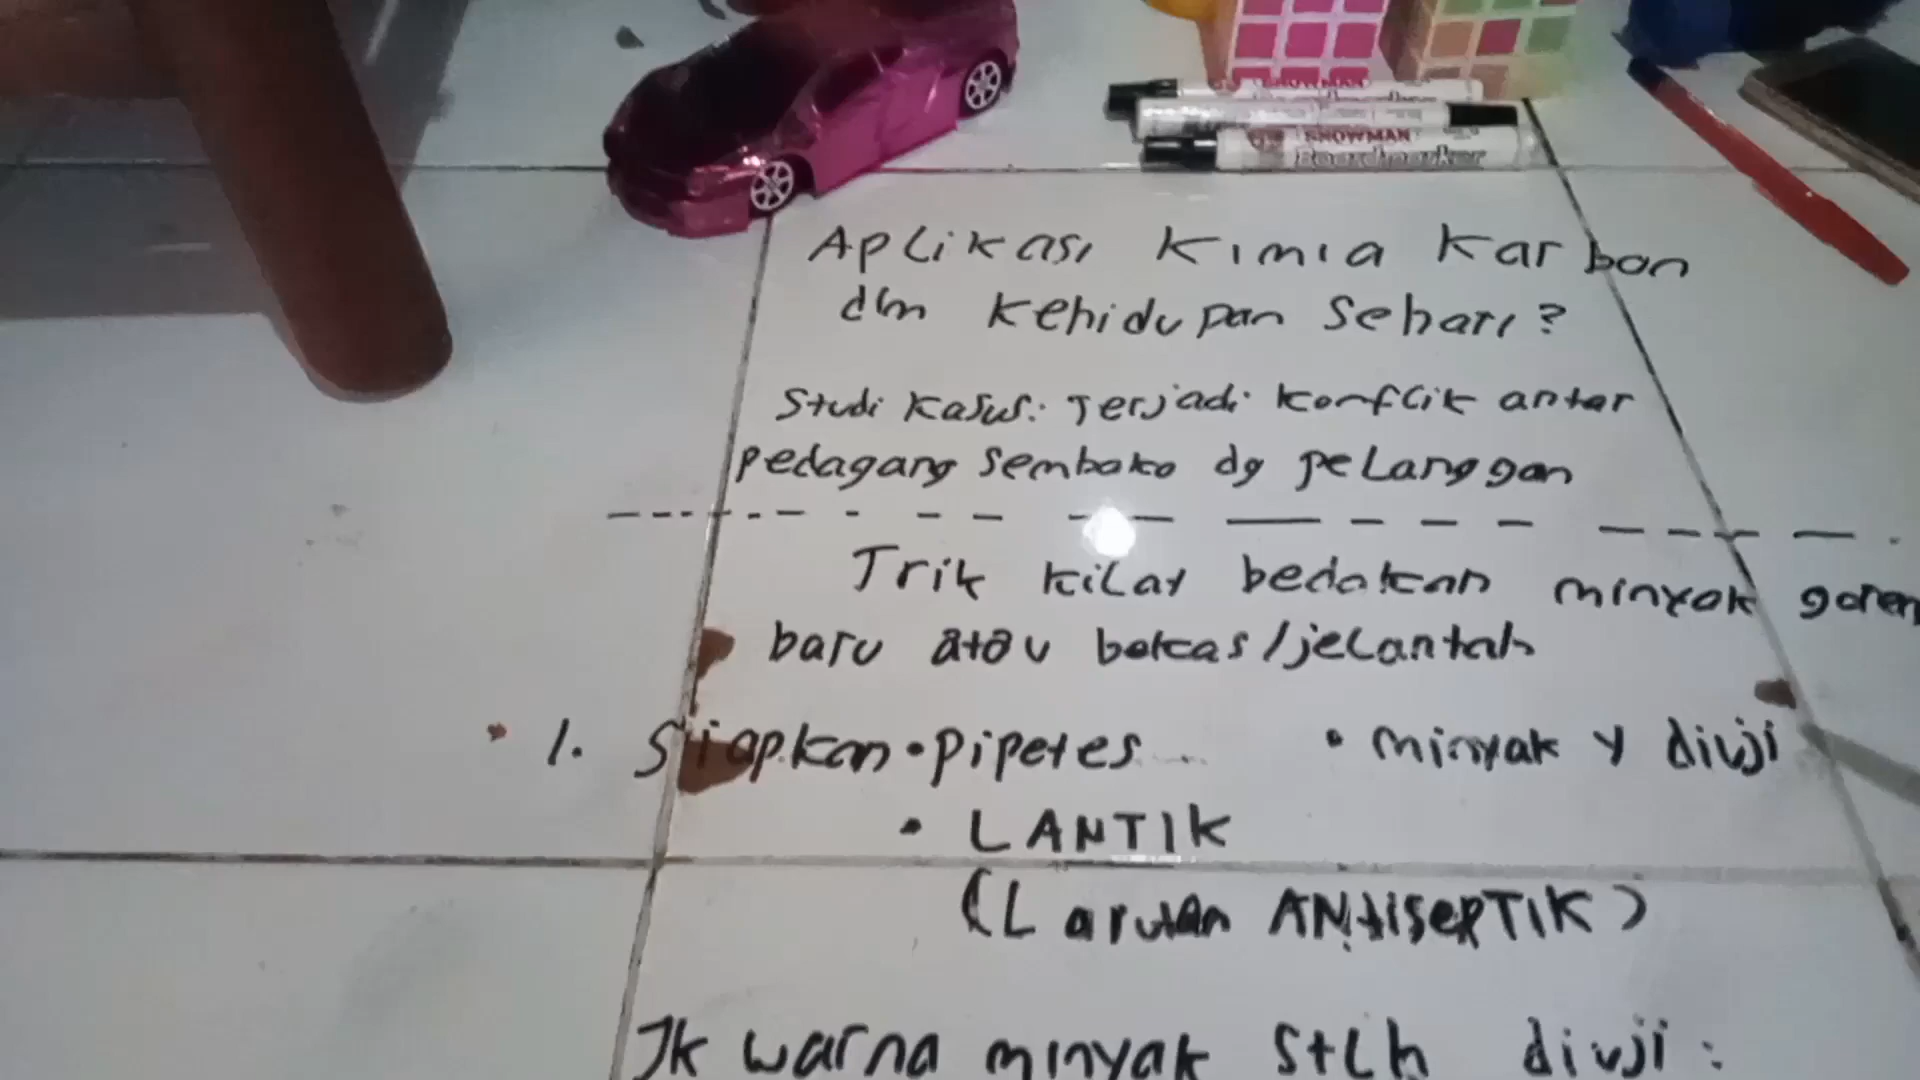 SNOWMAN
SNOWMAN
Boardmarker
Aplikasi Kimia Karbon
dlm Kehidupan Sehari?
Studi Kasus: Terjadi konflik antar
pedagang sembako dg pelanggan
Trik kilat bedakan minyak goren
baru atau bekas/jelantah
1. Siapkan • pipetes • minyak y diuji
• LANTIK
(Larutan ANtiSePTIK)
Jk warna minyak stlh diuji: